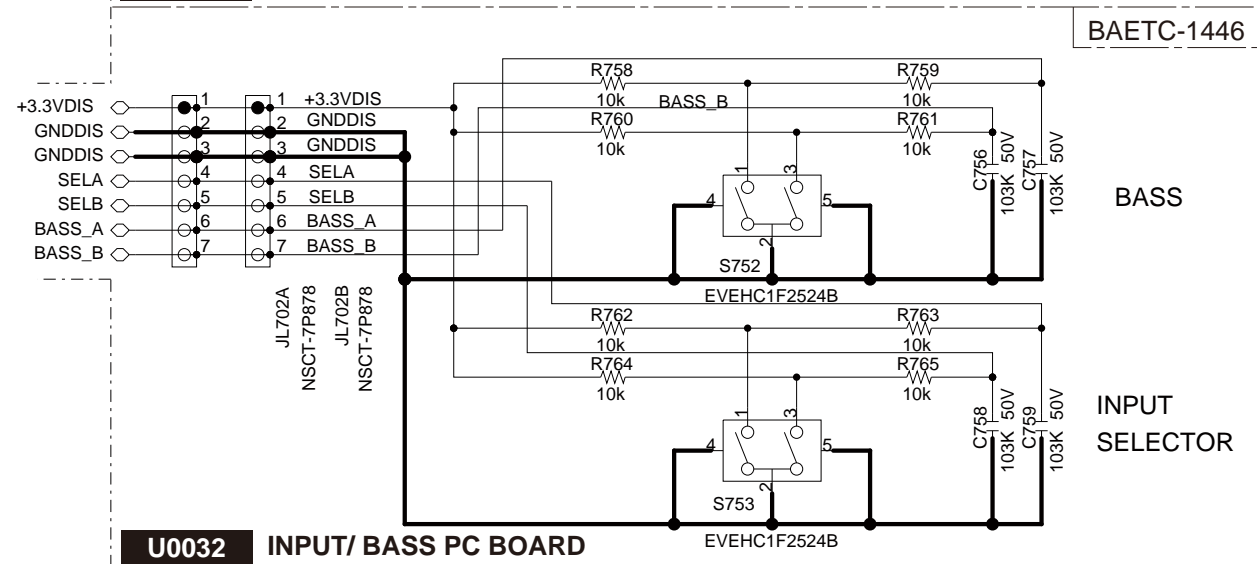 BAETC-1446
R758
10k
R759
10k
BASS_B
R760
10k
R761
10k
+3.3VDIS
GNDDIS
GNDDIS
SELA
SELB
BASS_A
BASS_B
1
2
3
4
5
6
7
1 +3.3VDIS
2 GNDDIS
3 GNDDIS
4 SELA
5 SELB
6 BASS_A
7 BASS_B
JL702A
NSCT-7P878
JL702B
NSCT-7P878
1
3
4
5
2
S752
EVEHC1F2524B
C756
103K 50V
C757
103K 50V
BASS
R762
10k
R763
10k
R764
10k
R765
10k
1
3
4
5
2
S753
EVEHC1F2524B
C758
103K 50V
C759
103K 50V
INPUT
SELECTOR
U0032 INPUT/ BASS PC BOARD